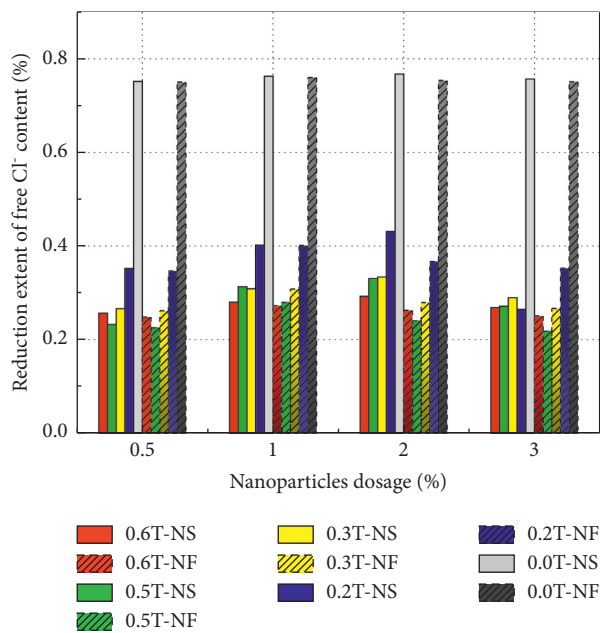 Reduction extent of free Cl⁻ content (%)
0.8
0.6
0.4
0.2
0.0
0.5 1 2 3
Nanoparticles dosage (%)
0.6T-NS 0.3T-NS 0.2T-NF
0.6T-NF 0.3T-NF 0.0T-NS
0.5T-NS 0.2T-NS 0.0T-NF
0.5T-NF